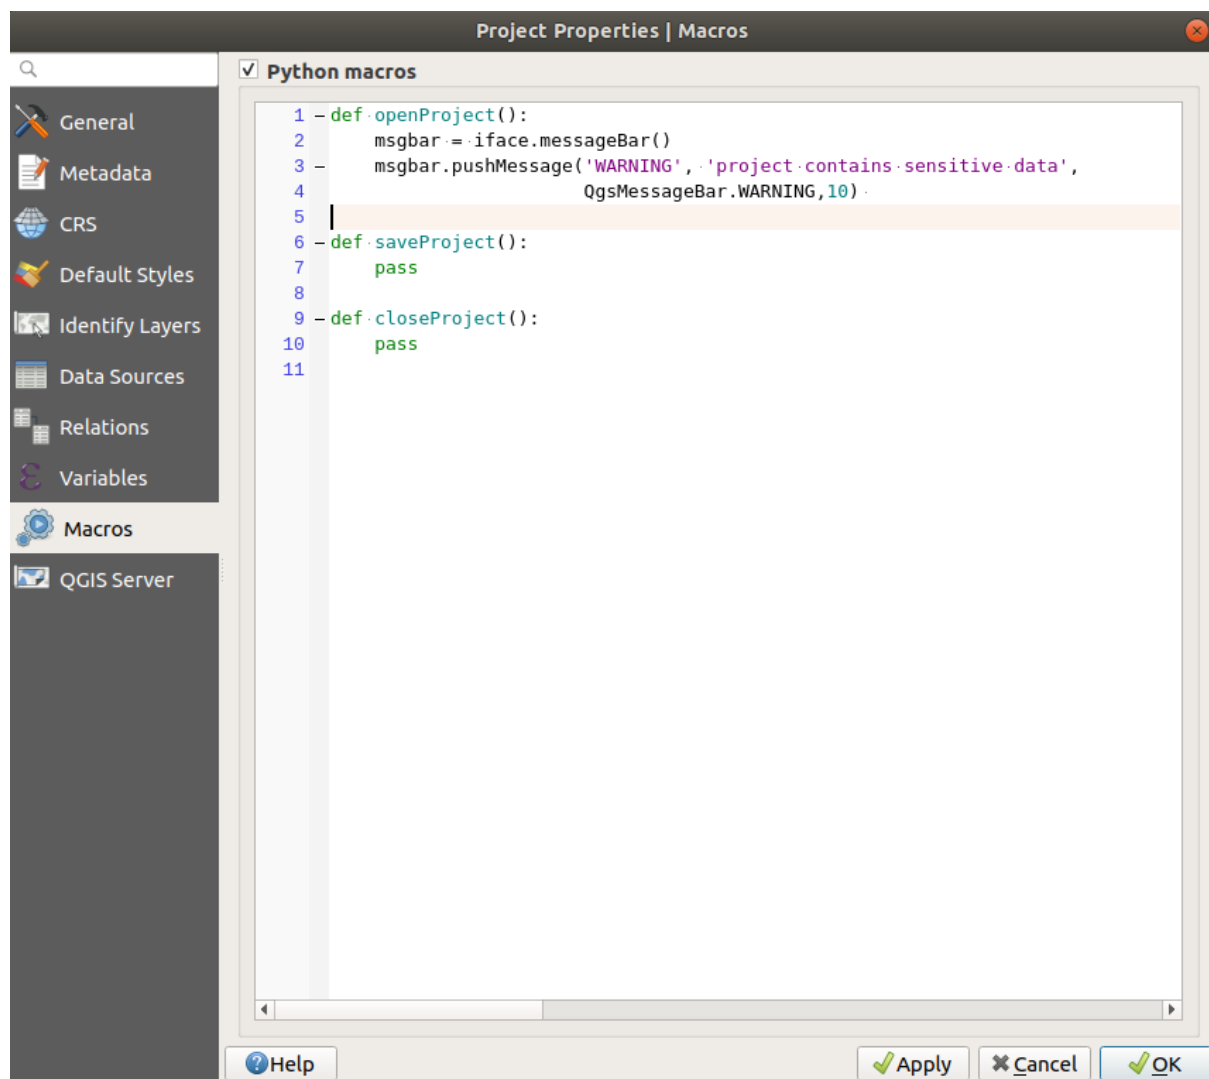 Project Properties | Macros
Python macros
General
Metadata
CRS
Default Styles
Identify Layers
Data Sources
Relations
Variables
Macros
QGIS Server
1 def openProject():
2     msgbar = iface.messageBar()
3     msgbar.pushMessage('WARNING', 'project contains sensitive data',
4                        QgsMessageBar.WARNING,10)
5
6 def saveProject():
7     pass
8
9 def closeProject():
10     pass
11
Help
Apply
Cancel
OK